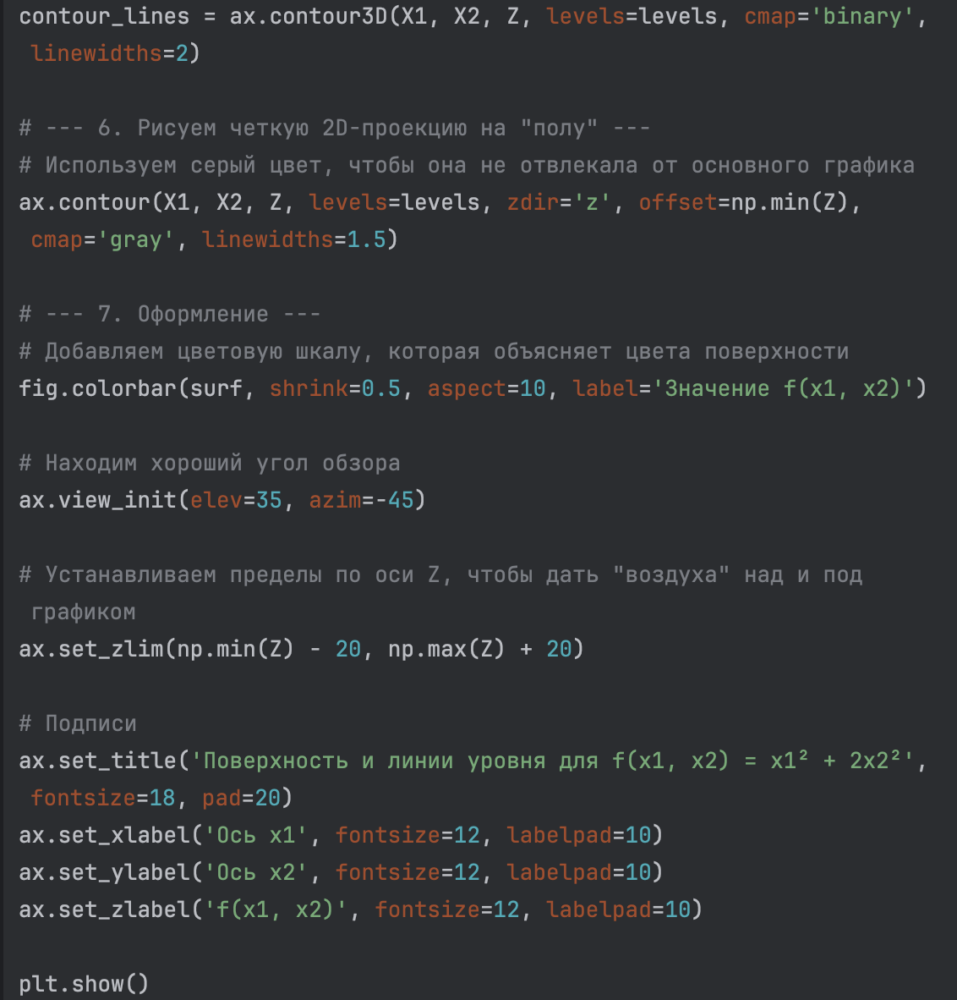 contour_lines = ax.contour3D(X1, X2, Z, levels=levels, cmap='binary',
linewidths=2)
# --- 6. Рисуем четкую 2D-проекцию на "полу" ---
# Используем серый цвет, чтобы она не отвлекала от основного графика
ax.contour(X1, X2, Z, levels=levels, zdir='z', offset=np.min(Z),
cmap='gray', linewidths=1.5)
# --- 7. Оформление ---
# Добавляем цветовую шкалу, которая объясняет цвета поверхности
fig.colorbar(surf, shrink=0.5, aspect=10, label='Значение f(x1, x2)')
# Находим хороший угол обзора
ax.view_init(elev=35, azim=-45)
# Устанавливаем пределы по оси Z, чтобы дать "воздуха" над и под
графиком
ax.set_zlim(np.min(Z) - 20, np.max(Z) + 20)
# Подписи
ax.set_title('Поверхность и линии уровня для f(x1, x2) = x1² + 2x2²',
fontsize=18, pad=20)
ax.set_xlabel('Ось x1', fontsize=12, labelpad=10)
ax.set_ylabel('Ось x2', fontsize=12, labelpad=10)
ax.set_zlabel('f(x1, x2)', fontsize=12, labelpad=10)
plt.show()